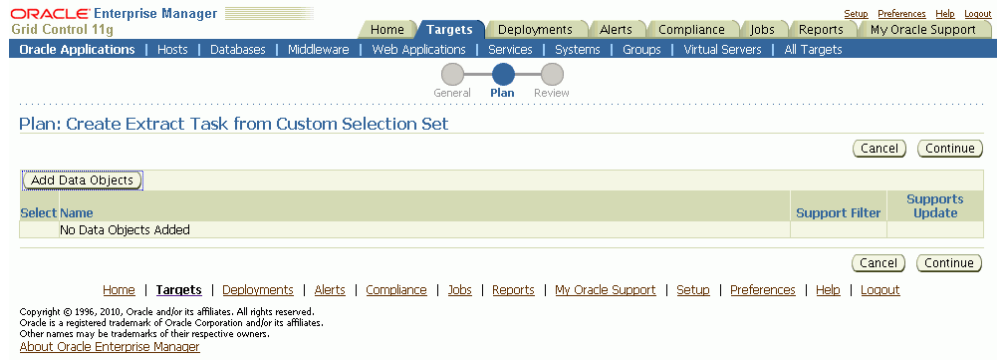 ORACLE Enterprise Manager
Grid Control 11g
Setup Preferences Help Logout
Home Targets Deployments Alerts Compliance Jobs Reports My Oracle Support
Oracle Applications | Hosts | Databases | Middleware | Web Applications | Services | Systems | Groups | Virtual Servers | All Targets
General Plan Review
Plan: Create Extract Task from Custom Selection Set
Cancel Continue
Add Data Objects
Select Name Support Filter Supports Update
No Data Objects Added
Cancel Continue
Home | Targets | Deployments | Alerts | Compliance | Jobs | Reports | My Oracle Support | Setup | Preferences | Help | Logout
Copyright © 1996, 2010, Oracle and/or its affiliates. All rights reserved.
Oracle is a registered trademark of Oracle Corporation and/or its affiliates.
Other names may be trademarks of their respective owners.
About Oracle Enterprise Manager